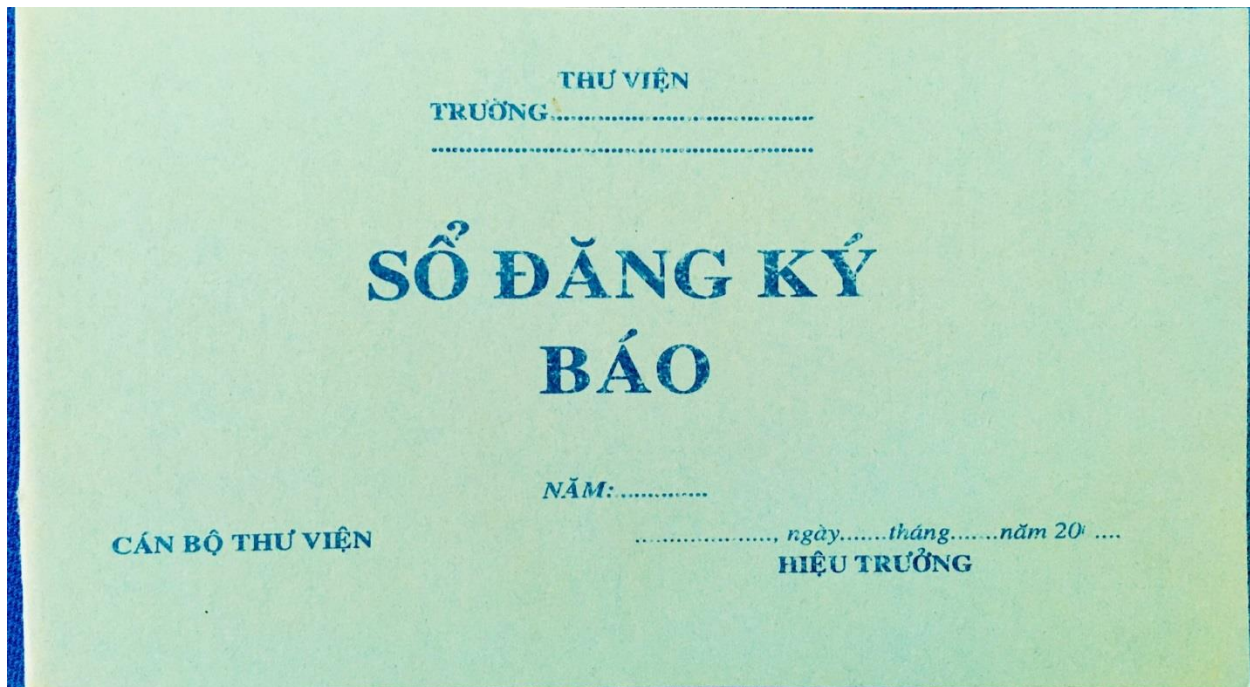 THƯ VIỆN
TRƯỜNG..............................................
................................................................
SỔ ĐĂNG KÝ
BÁO
NĂM:...............
CÁN BỘ THƯ VIỆN
......................, ngày.......tháng.......năm 20 ....
HIỆU TRƯỞNG